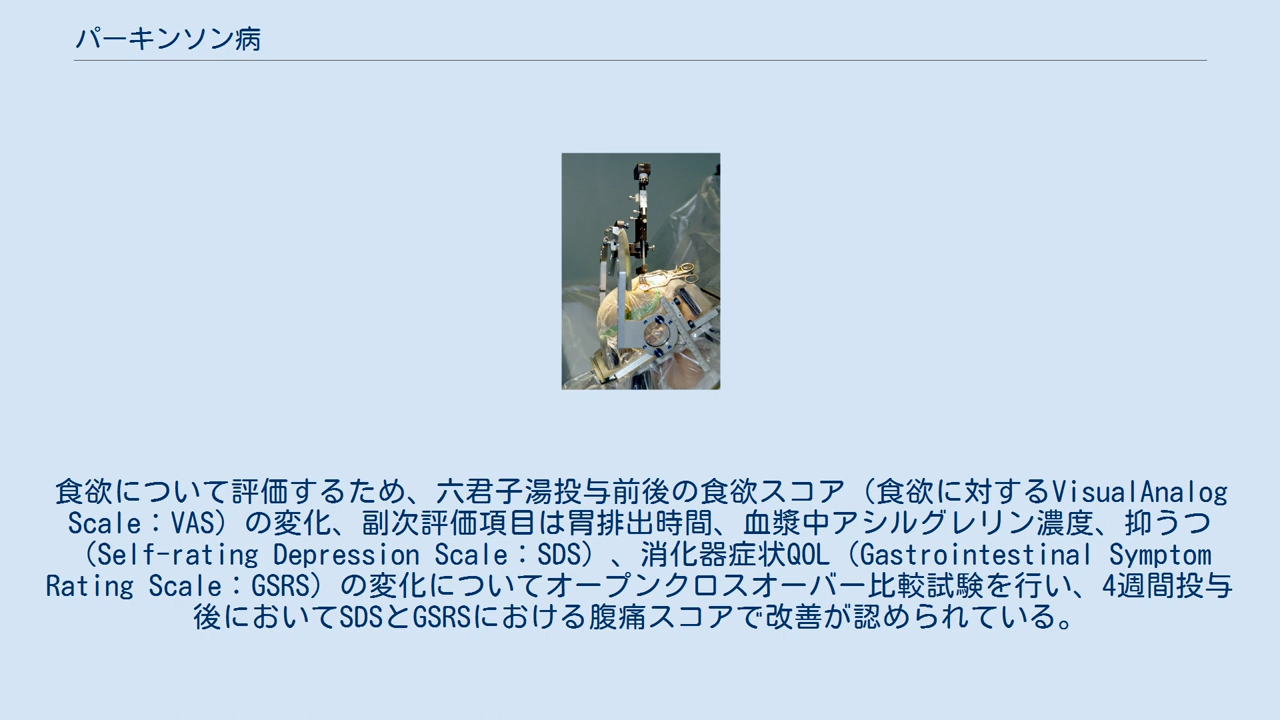 パーキンソン病
食欲について評価するため、六君子湯投与前後の食欲スコア（食欲に対するVisualAnalog
Scale：VAS）の変化、副次評価項目は胃排出時間、血漿中アシルグレリン濃度、抑うつ
（Self-rating Depression Scale：SDS）、消化器症状QOL（Gastrointestinal Symptom
Rating Scale：GSRS）の変化についてオープンクロスオーバー比較試験を行い、4週間投与
後においてSDSとGSRSにおける腹痛スコアで改善が認められている。